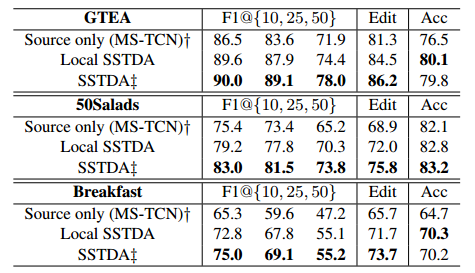 GTEA F1@{10, 25, 50} Edit Acc
Source only (MS-TCN)† 86.5 83.6 71.9 81.3 76.5
Local SSTDA 89.6 87.9 74.4 84.5 80.1
SSTDA‡ 90.0 89.1 78.0 86.2 79.8
50Salads F1@{10, 25, 50} Edit Acc
Source only (MS-TCN)† 75.4 73.4 65.2 68.9 82.1
Local SSTDA 79.2 77.8 70.3 72.0 82.8
SSTDA‡ 83.0 81.5 73.8 75.8 83.2
Breakfast F1@{10, 25, 50} Edit Acc
Source only (MS-TCN)† 65.3 59.6 47.2 65.7 64.7
Local SSTDA 72.8 67.8 55.1 71.7 70.3
SSTDA‡ 75.0 69.1 55.2 73.7 70.2